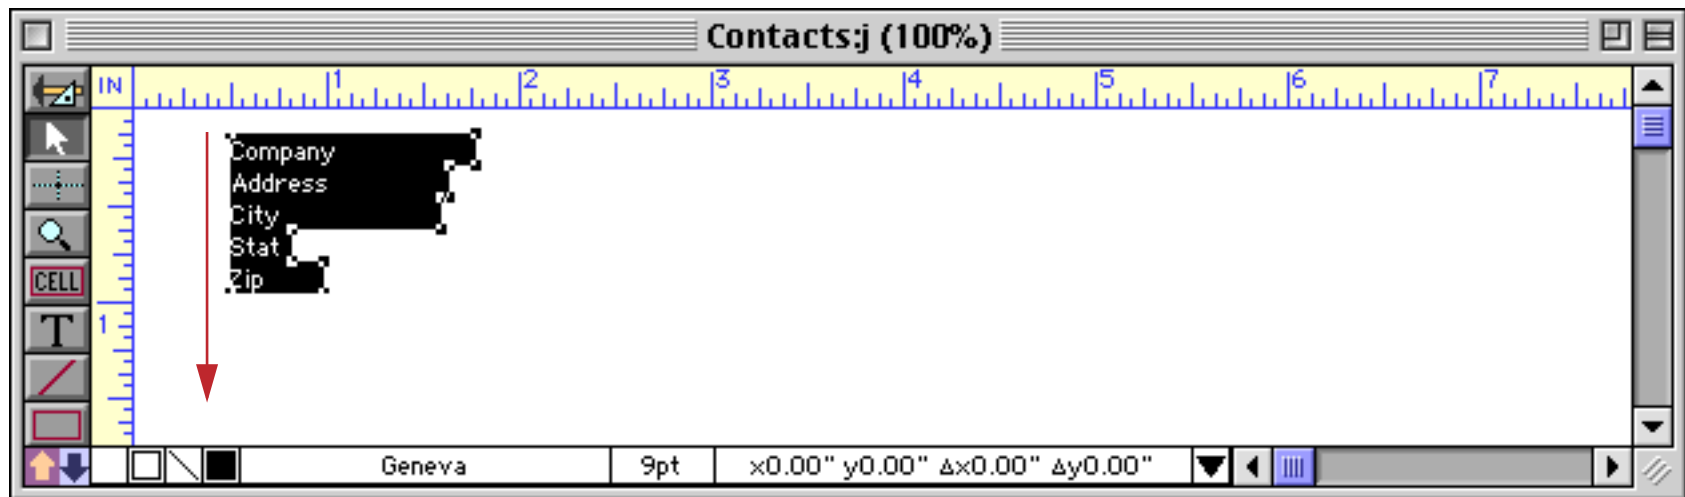 Contacts:j (100%)
IN 1 2 3 4 5 6 7
Company
Address
City
Stat
Zip
CELL
T
1
Geneva 9pt x0.00" y0.00" Δx0.00" Δy0.00"